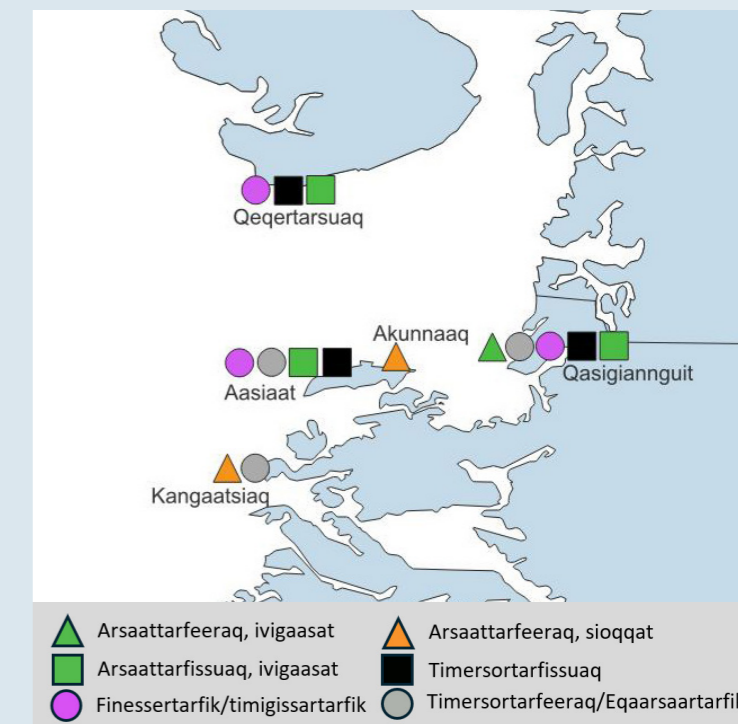 Qeqertarsuaq
Akunnaaq
Qasigiannguit
Aasiaat
Kangaatsiaq
Arsaattarfeeraq, ivigaasat
Arsaattarfeeraq, sioqqat
Arsaattarfissuaq, ivigaasat
Timersortarfissuaq
Finessertarfik/timigissartarfik
Timersortarfeeraq/Eqaarsaartarfik